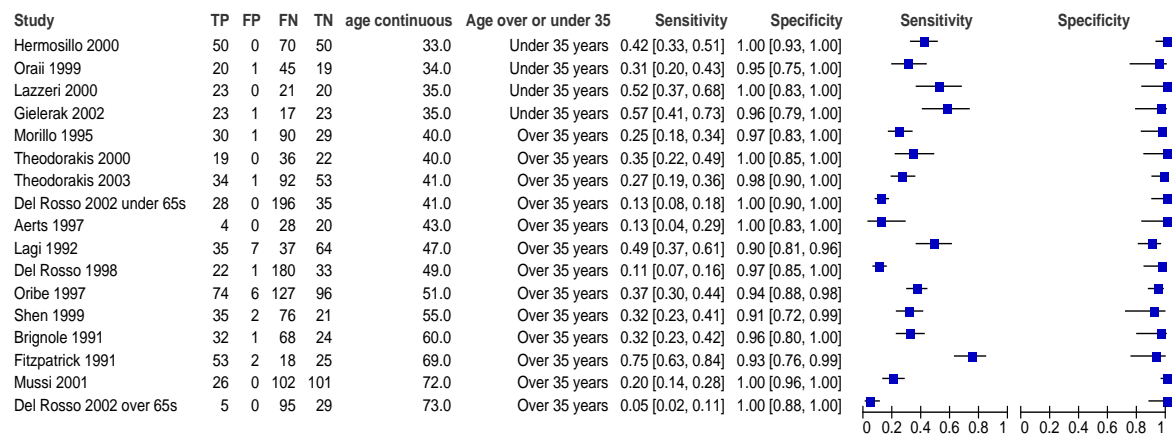 Study TP FP FN TN age continuous Age over or under 35 Sensitivity Specificity Sensitivity Specificity
Hermosillo 2000 50 0 70 50 33.0 Under 35 years 0.42 [0.33, 0.51] 1.00 [0.93, 1.00]
Oraii 1999 20 1 45 19 34.0 Under 35 years 0.31 [0.20, 0.43] 0.95 [0.75, 1.00]
Lazzeri 2000 23 0 21 20 35.0 Under 35 years 0.52 [0.37, 0.68] 1.00 [0.83, 1.00]
Gielerak 2002 23 1 17 23 35.0 Under 35 years 0.57 [0.41, 0.73] 0.96 [0.79, 1.00]
Morillo 1995 30 1 90 29 40.0 Over 35 years 0.25 [0.18, 0.34] 0.97 [0.83, 1.00]
Theodorakis 2000 19 0 36 22 40.0 Over 35 years 0.35 [0.22, 0.49] 1.00 [0.85, 1.00]
Theodorakis 2003 34 1 92 53 41.0 Over 35 years 0.27 [0.19, 0.36] 0.98 [0.90, 1.00]
Del Rosso 2002 under 65s 28 0 196 35 41.0 Over 35 years 0.13 [0.08, 0.18] 1.00 [0.90, 1.00]
Aerts 1997 4 0 28 20 43.0 Over 35 years 0.13 [0.04, 0.29] 1.00 [0.83, 1.00]
Lagi 1992 35 7 37 64 47.0 Over 35 years 0.49 [0.37, 0.61] 0.90 [0.81, 0.96]
Del Rosso 1998 22 1 180 33 49.0 Over 35 years 0.11 [0.07, 0.16] 0.97 [0.85, 1.00]
Oribe 1997 74 6 127 96 51.0 Over 35 years 0.37 [0.30, 0.44] 0.94 [0.88, 0.98]
Shen 1999 35 2 76 21 55.0 Over 35 years 0.32 [0.23, 0.41] 0.91 [0.72, 0.99]
Brignole 1991 32 1 68 24 60.0 Over 35 years 0.32 [0.23, 0.42] 0.96 [0.80, 1.00]
Fitzpatrick 1991 53 2 18 25 69.0 Over 35 years 0.75 [0.63, 0.84] 0.93 [0.76, 0.99]
Mussi 2001 26 0 102 101 72.0 Over 35 years 0.20 [0.14, 0.28] 1.00 [0.96, 1.00]
Del Rosso 2002 over 65s 5 0 95 29 73.0 Over 35 years 0.05 [0.02, 0.11] 1.00 [0.88, 1.00]
0 0.2 0.4 0.6 0.8 1 0 0.2 0.4 0.6 0.8 1